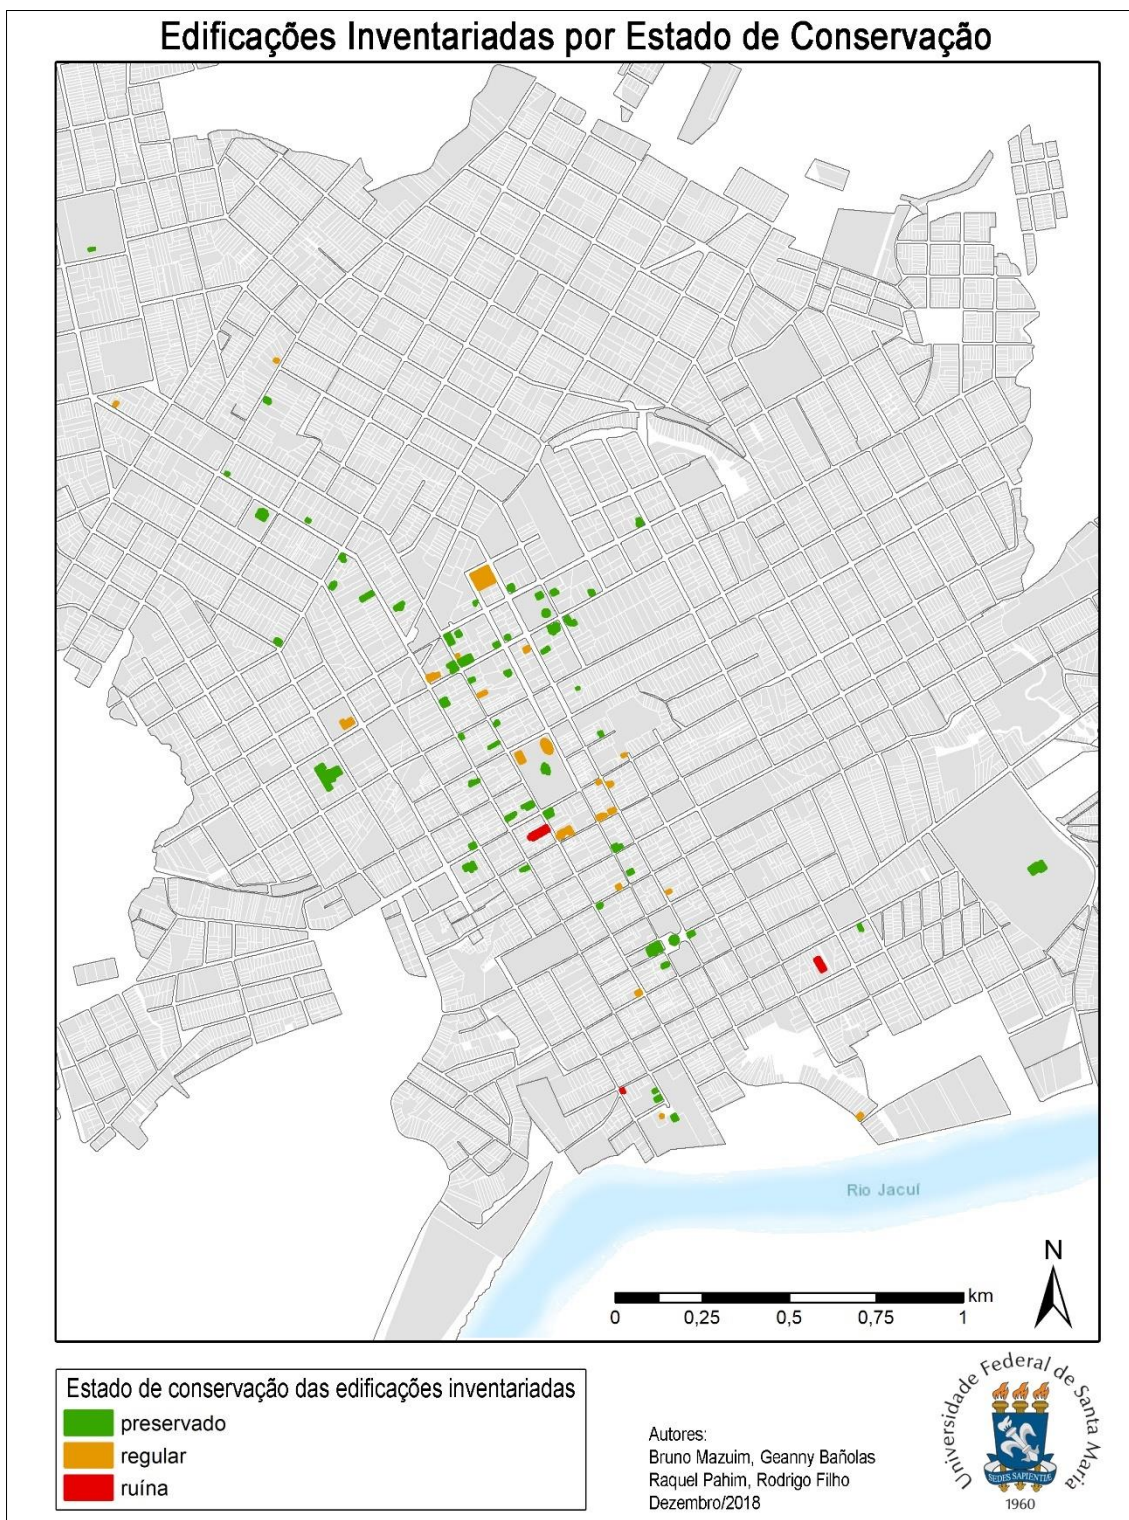 Edificações Inventariadas por Estado de Conservação
Rio Jacuí
N
km
0 0,25 0,5 0,75 1
Estado de conservação das edificações inventariadas
preservado
regular
ruína
Autores:
Bruno Mazuim, Geanny Bañolas
Raquel Pahim, Rodrigo Filho
Dezembro/2018
Universidade Federal de Santa Maria
SEDES SAPIENTIÆ
1960